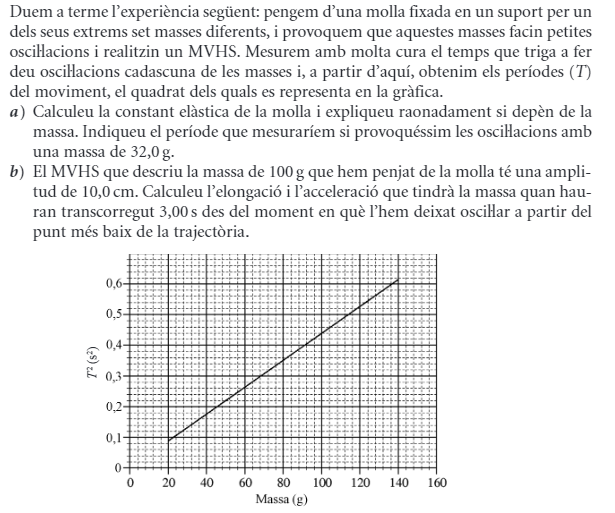 Duem a terme l'experiència següent: pengem d'una molla fixada en un suport per un
dels seus extrems set masses diferents, i provoquem que aquestes masses facin petites
oscil·lacions i realitzin un MVHS. Mesurem amb molta cura el temps que triga a fer
deu oscil·lacions cadascuna de les masses i, a partir d'aquí, obtenim els períodes (T)
del moviment, el quadrat dels quals es representa en la gràfica.
a) Calculeu la constant elàstica de la molla i expliqueu raonadament si depèn de la
massa. Indiqueu el període que mesuraríem si provoquéssim les oscil·lacions amb
una massa de 32,0 g.
b) El MVHS que descriu la massa de 100 g que hem penjat de la molla té una ampli-
tud de 10,0 cm. Calculeu l'elongació i l'acceleració que tindrà la massa quan hau-
ran transcorregut 3,00 s des del moment en què l'hem deixat oscil·lar a partir del
punt més baix de la trajectòria.
0,6
0,5
0,4
0,3
0,2
0,1
0
T² (s²)
0 20 40 60 80 100 120 140 160
Massa (g)